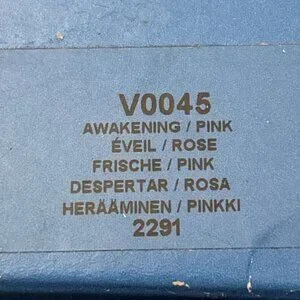 V0045
AWAKENING / PINK
ÉVEIL / ROSE
FRISCHE / PINK
DESPERTAR / ROSA
HERÄÄMINEN / PINKKI
2291